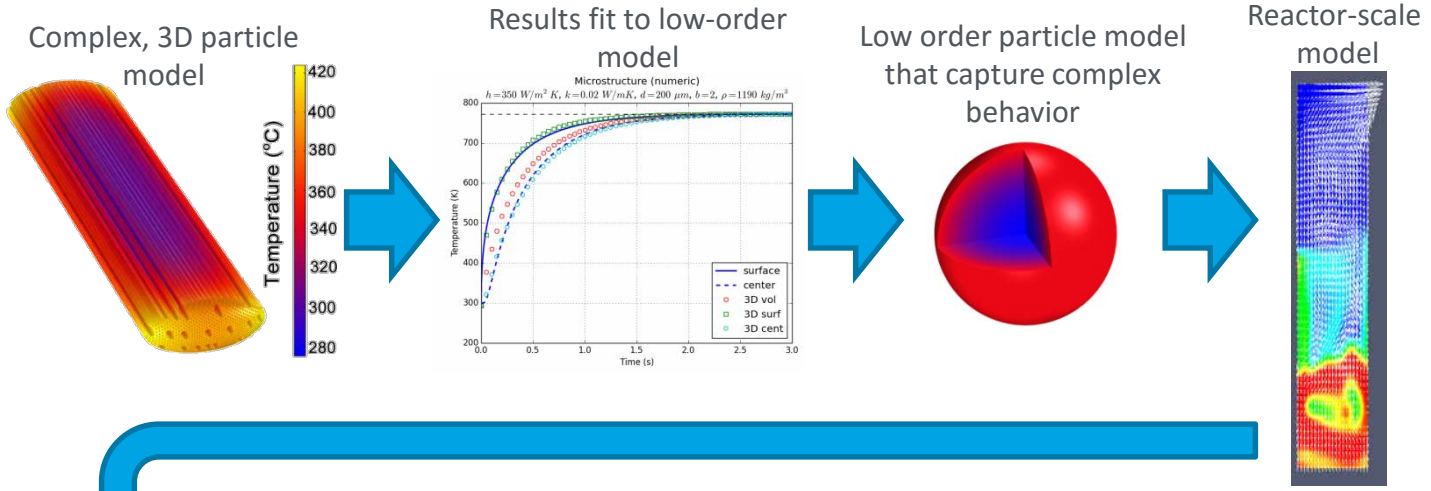 Complex, 3D particle
model
Temperature (ºC)
420
400
380
360
340
320
300
280
Results fit to low-order
model
Microstructure (numeric)
h=350 W/m² K, k=0.02 W/mK, d=200 μm, b=2, ρ=1190 kg/m³
Temperature (K)
800
700
600
500
400
300
200
0.0 0.5 1.0 1.5 2.0 2.5 3.0
Time (s)
surface
center
3D vol
3D surf
3D cent
Low order particle model
that capture complex
behavior
Reactor-scale
model